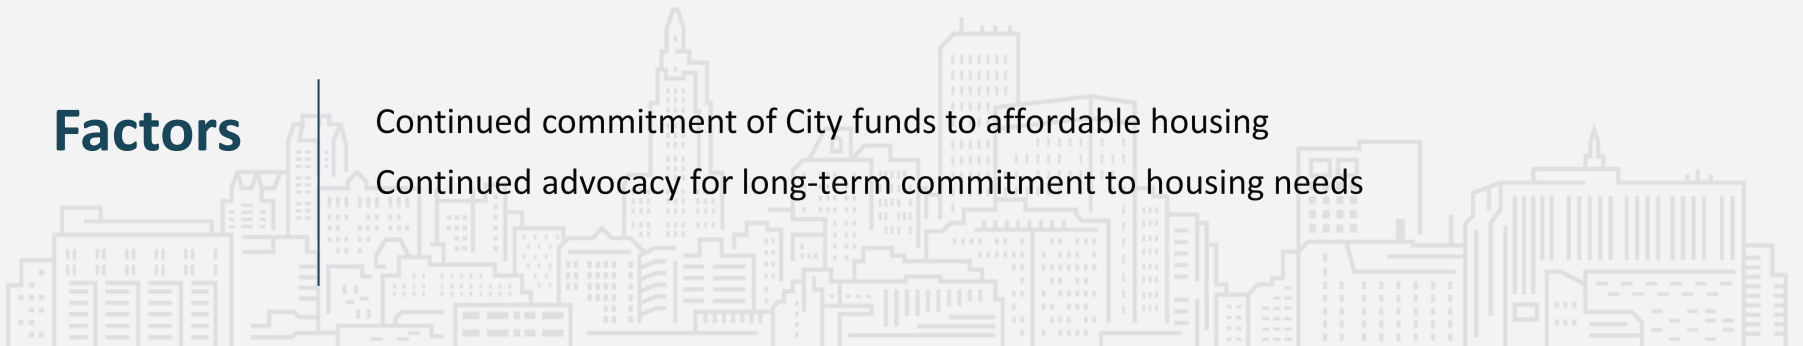 Factors
Continued commitment of City funds to affordable housing
Continued advocacy for long-term commitment to housing needs